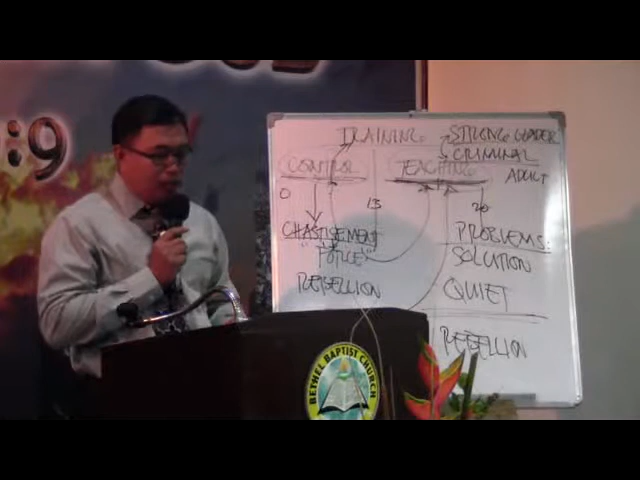 :9
TRAINING STRONG LEADER
CRIMINAL
CONTROL TEACHING ADULT
0 13 20
CHASTISEMENT PROBLEMS:
"FORCE" SOLUTION
REBELLION QUIET
REBELLION
BETHEL BAPTIST CHURCH